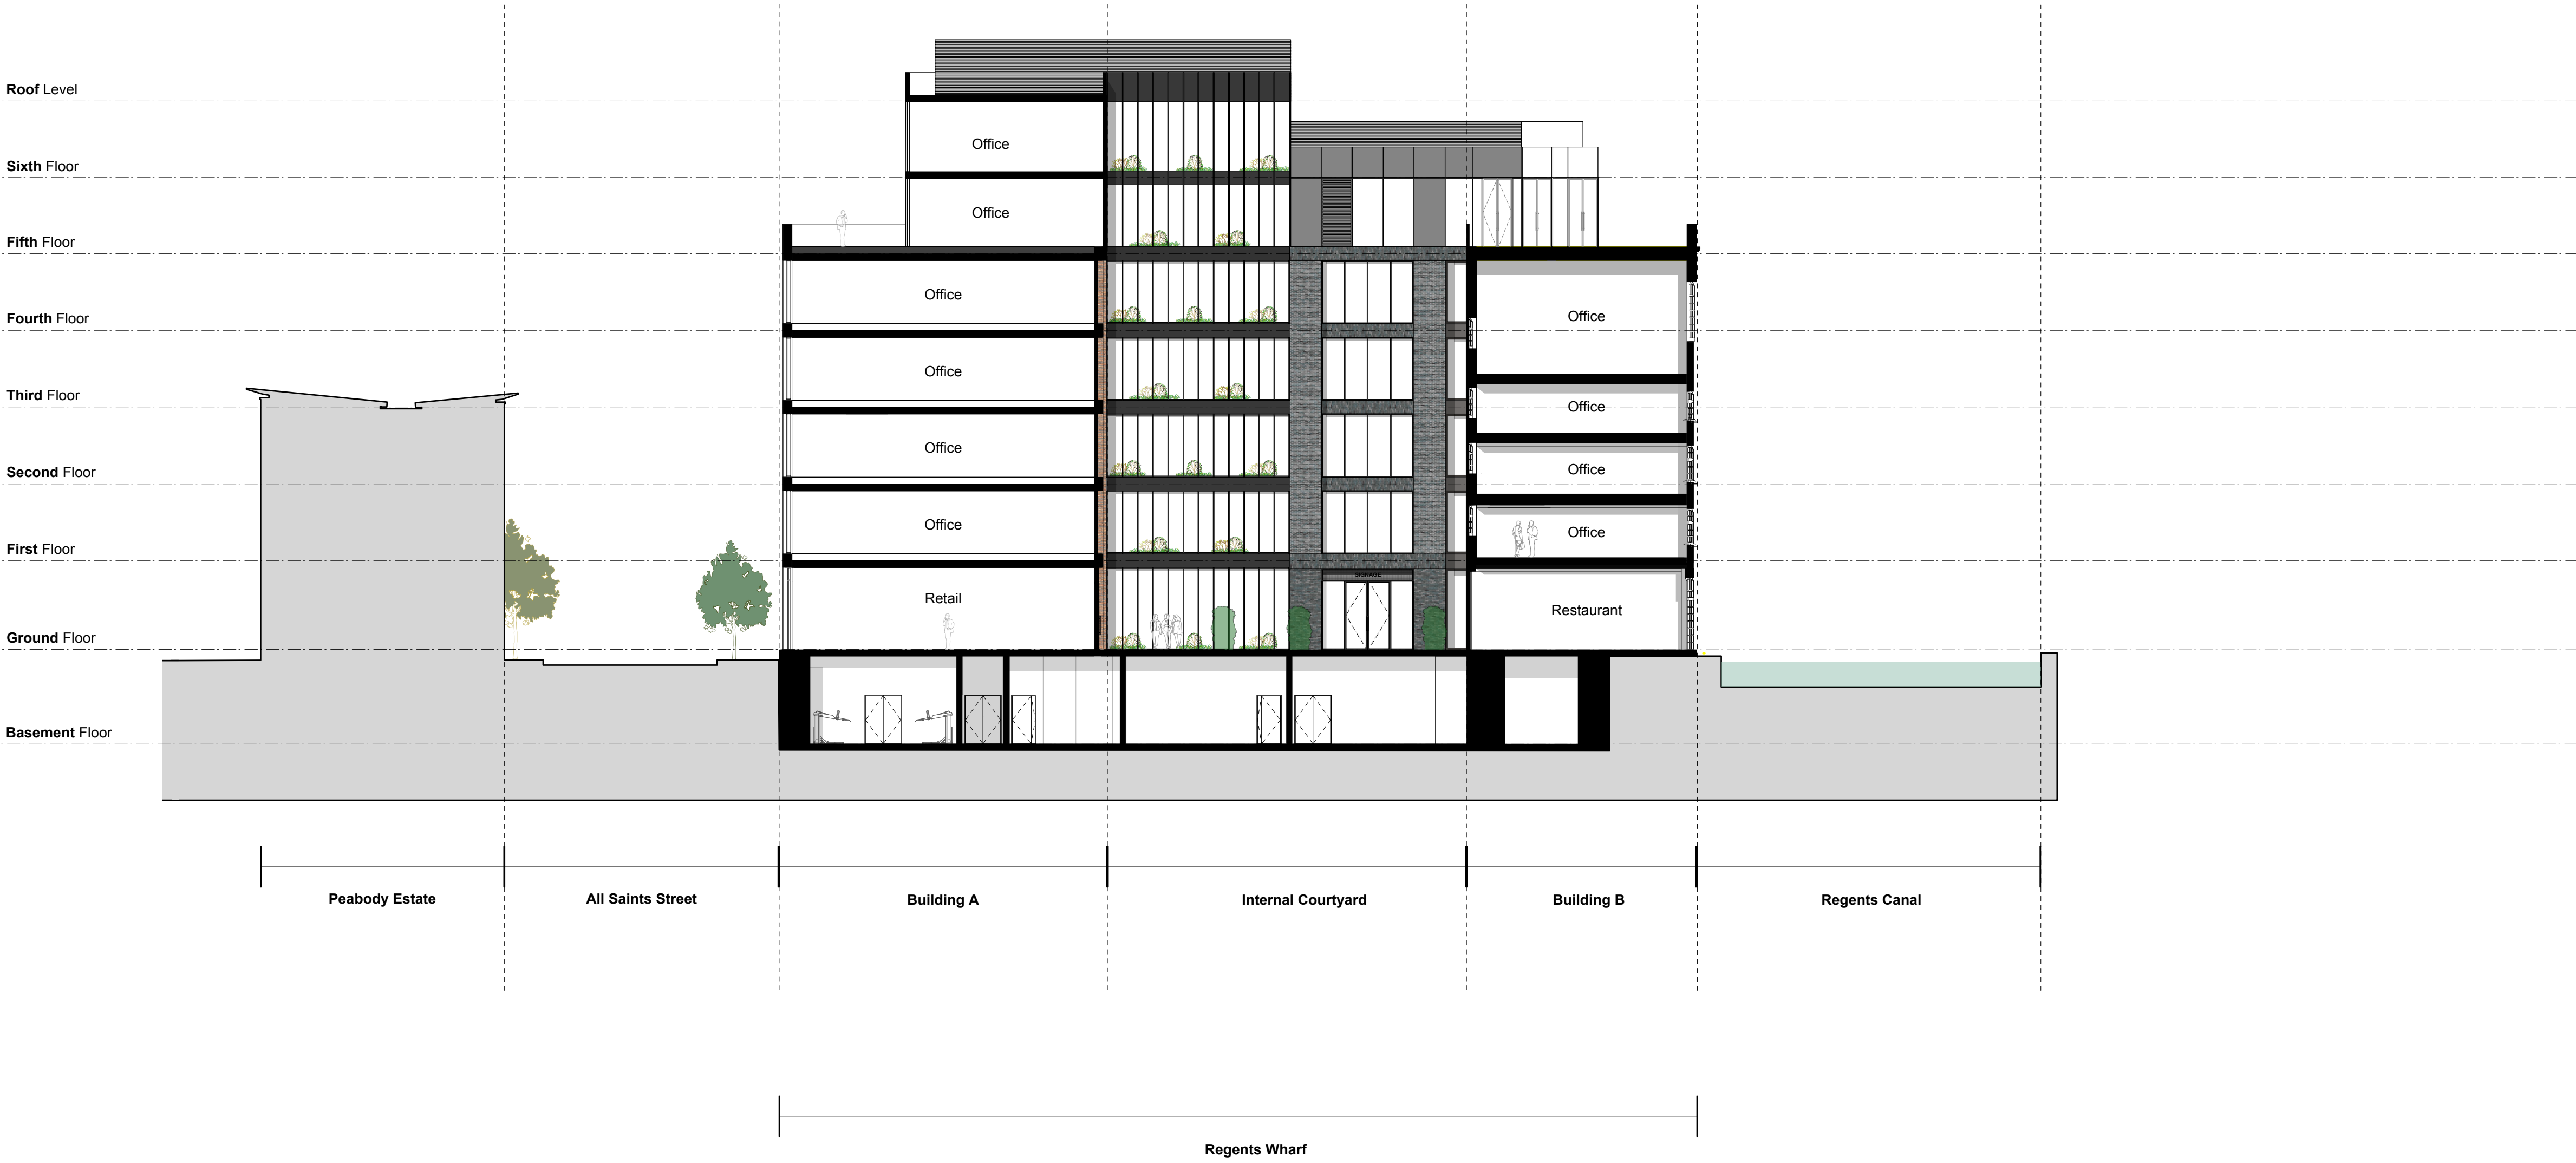 Roof Level
Office
Sixth Floor
Office
Fifth Floor
Office
Office
Fourth Floor
Office
Third Floor
Office
Office
Second Floor
Office
Office
Office
First Floor
SIGNAGE
Retail
Restaurant
Ground Floor
Basement Floor
Peabody Estate
All Saints Street
Building A
Internal Courtyard
Building B
Regents Canal
Regents Wharf